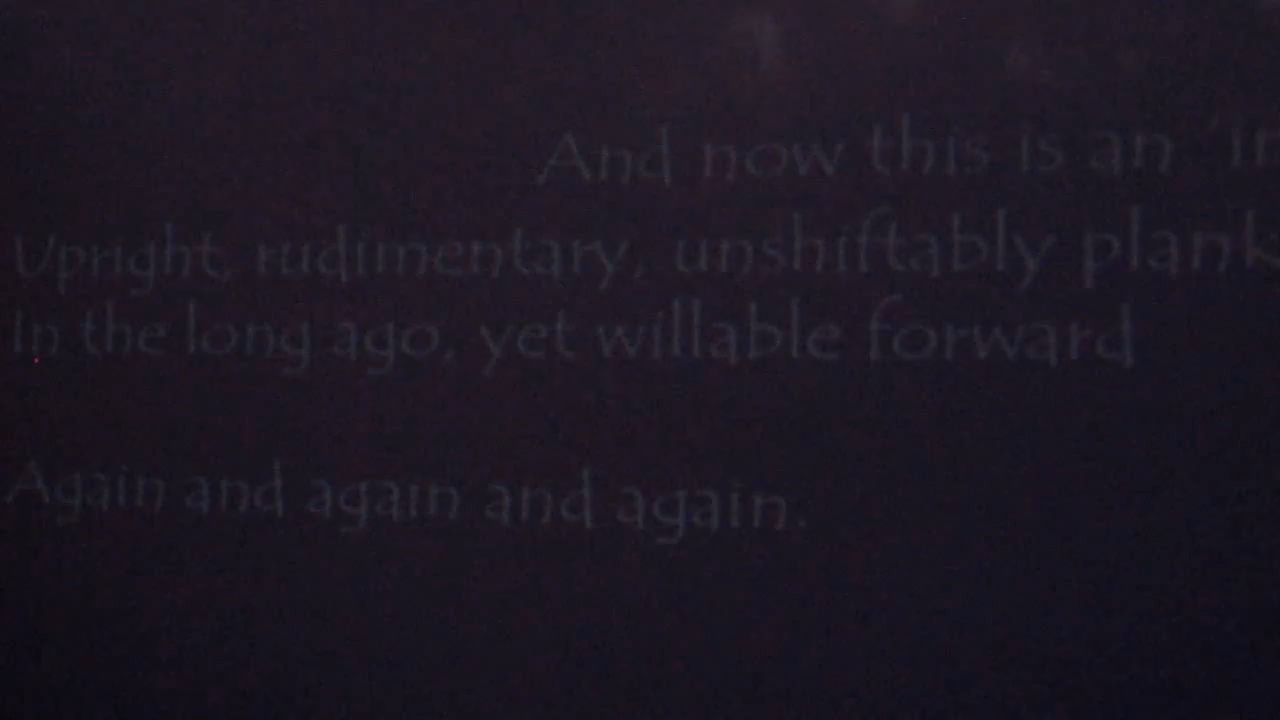 And now this is an 'in
Upright, rudimentary, unshiftably plank
In the long ago, yet willable forward
Again and again and again.